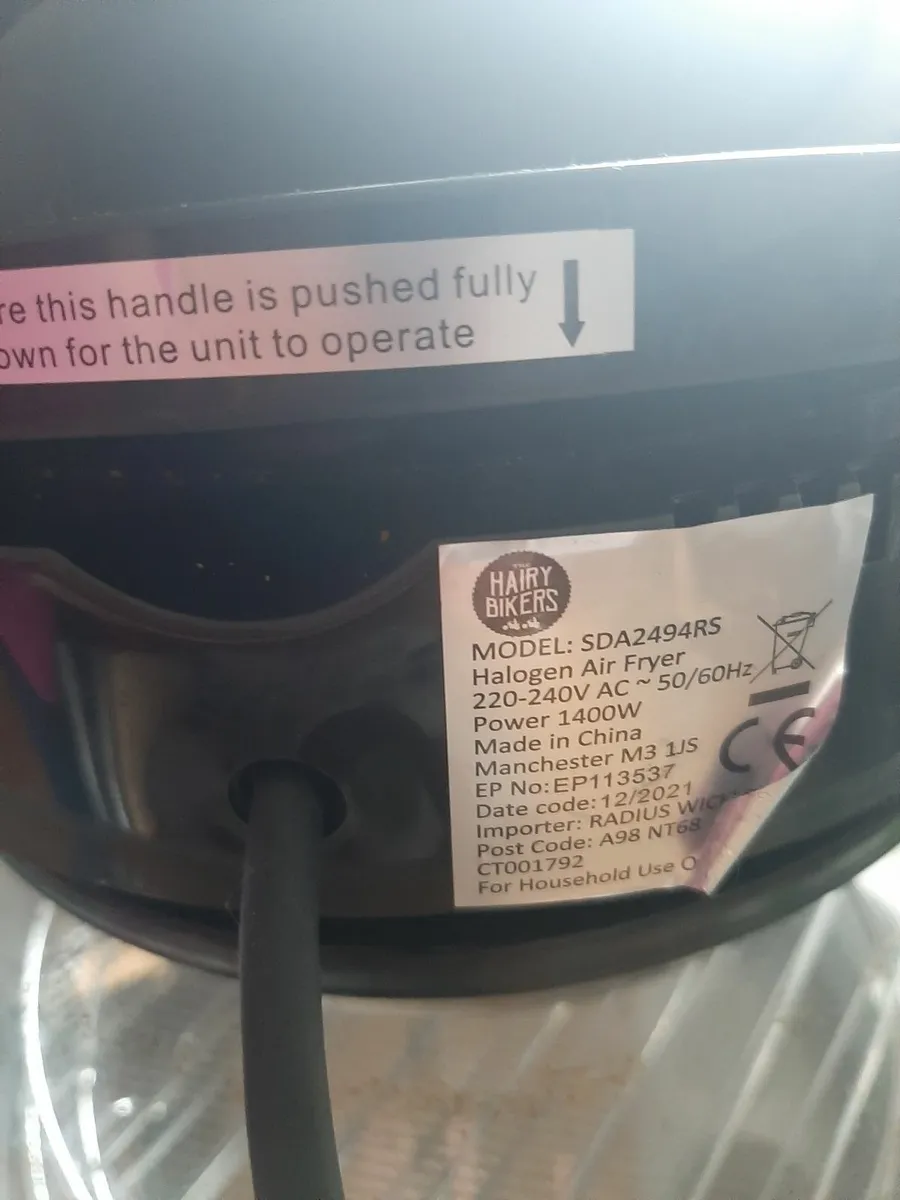 re this handle is pushed fully
own for the unit to operate
THE
HAIRY
BIKERS
MODEL: SDA2494RS
Halogen Air Fryer
220-240V AC ~ 50/60Hz
Power 1400W
Made in China
Manchester M3 1JS
EP No: EP113537
Date code: 12/2021
Importer: RADIUS
Post Code: A98 NT68
CT001792
For Household Use O
CE